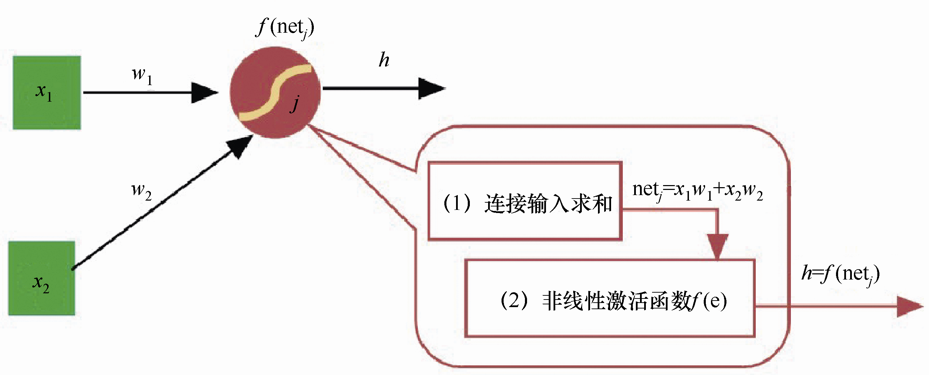 f(netⱼ)
h
x₁
w₁
j
w₂
x₂
（1）连接输入求和
netⱼ=x₁w₁+x₂w₂
（2）非线性激活函数f(e)
h=f(netⱼ)